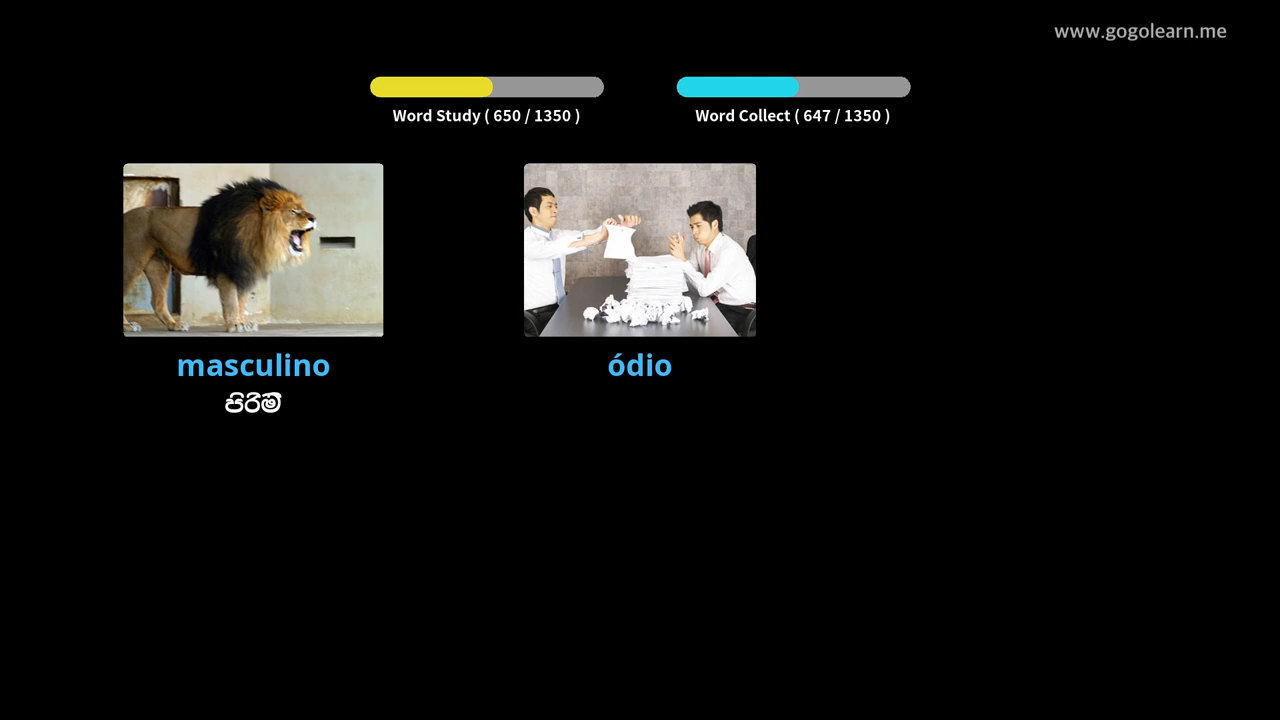 www.gogolearn.me
Word Study ( 650 / 1350 )
Word Collect ( 647 / 1350 )
masculino
ódio
පිරිමි